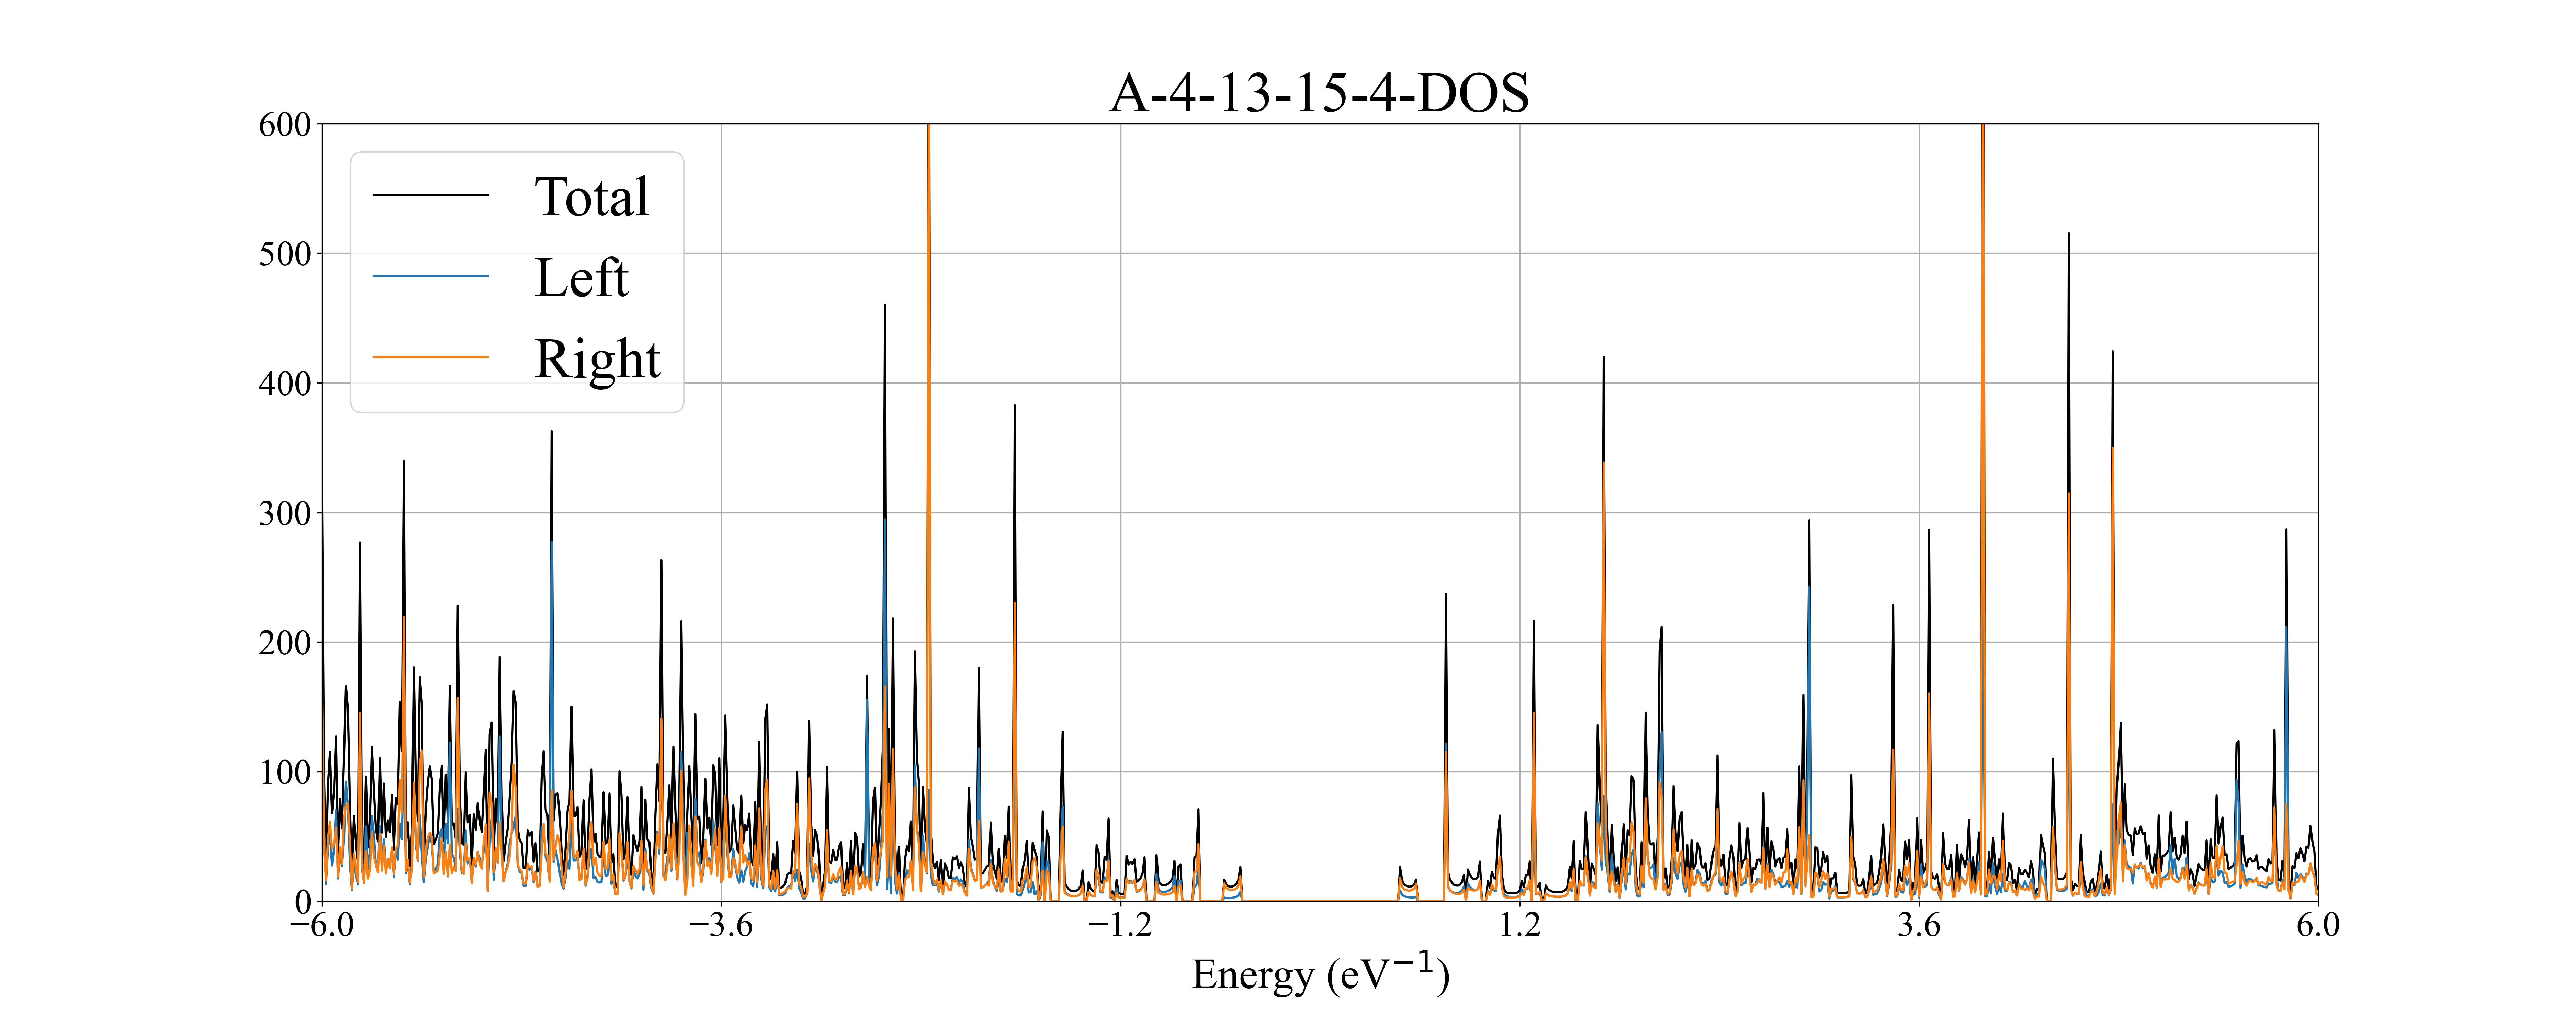 A-4-13-15-4-DOS
600
500
400
300
200
100
0
Total
Left
Right
−6.0 −3.6 −1.2 1.2 3.6 6.0
Energy (eV⁻¹)